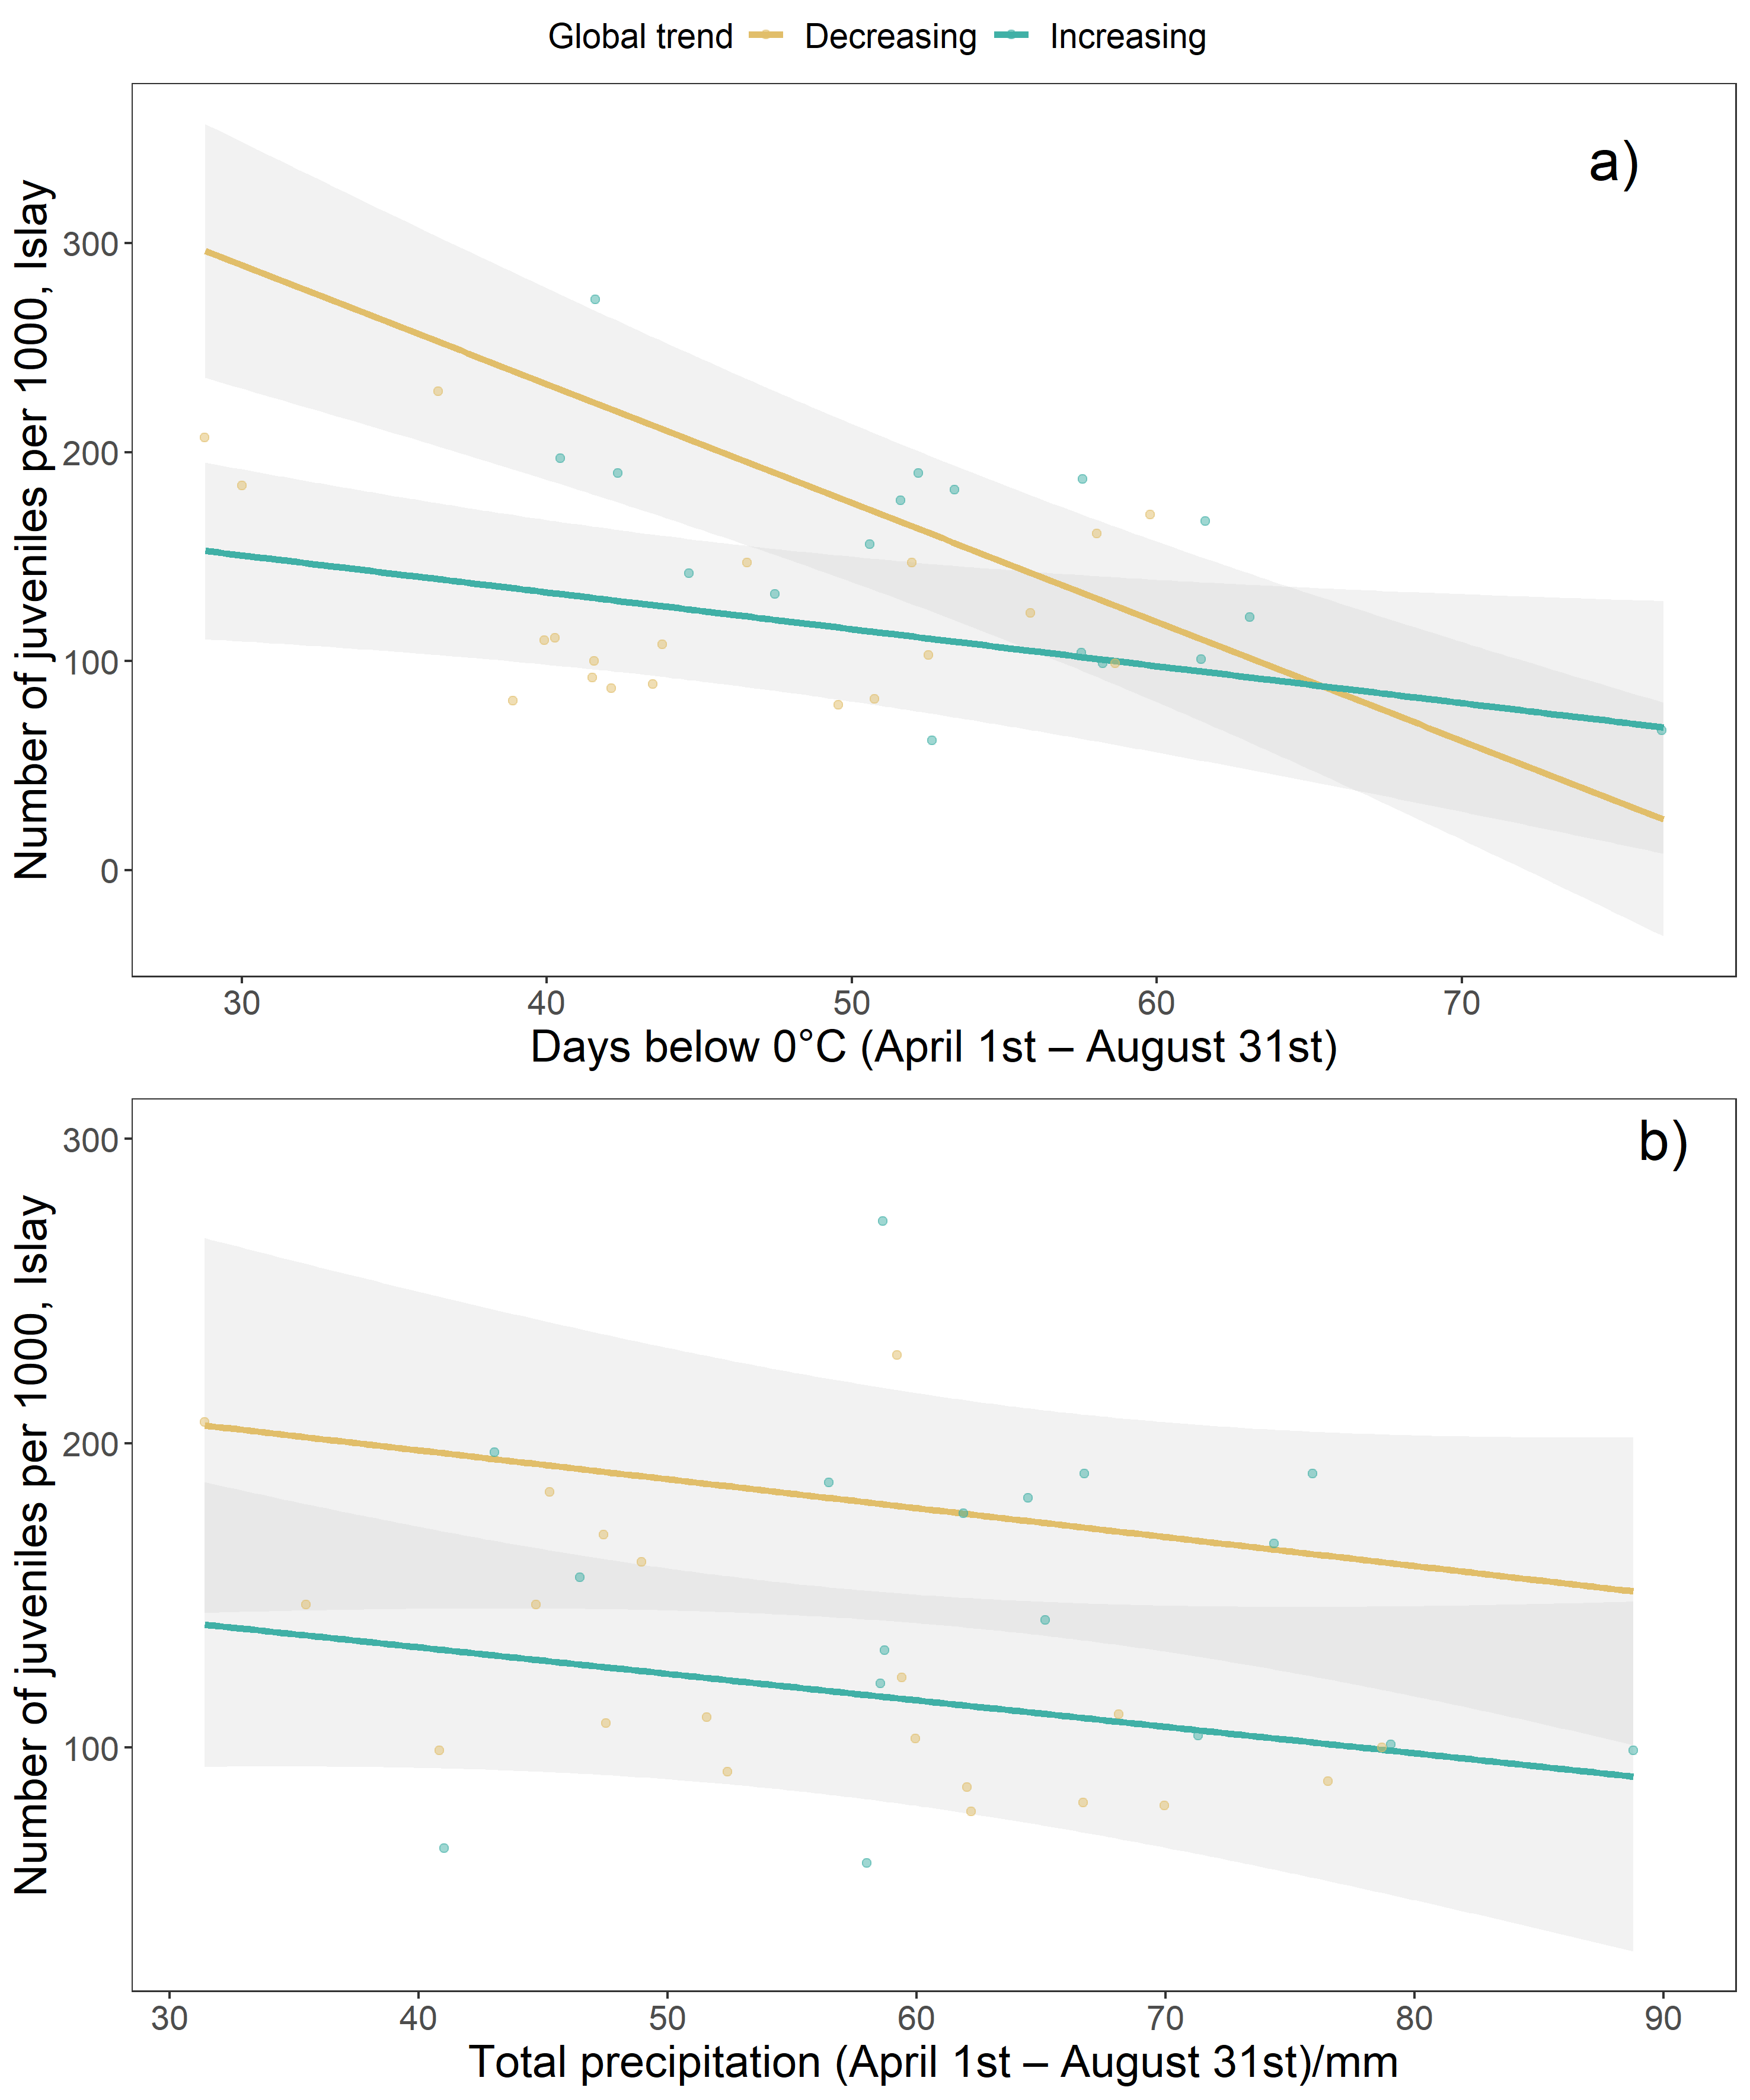 Global trend Decreasing Increasing
a)
Number of juveniles per 1000, Islay
300
200
100
0
30 40 50 60 70
Days below 0°C (April 1st – August 31st)
b)
Number of juveniles per 1000, Islay
300
200
100
30 40 50 60 70 80 90
Total precipitation (April 1st – August 31st)/mm